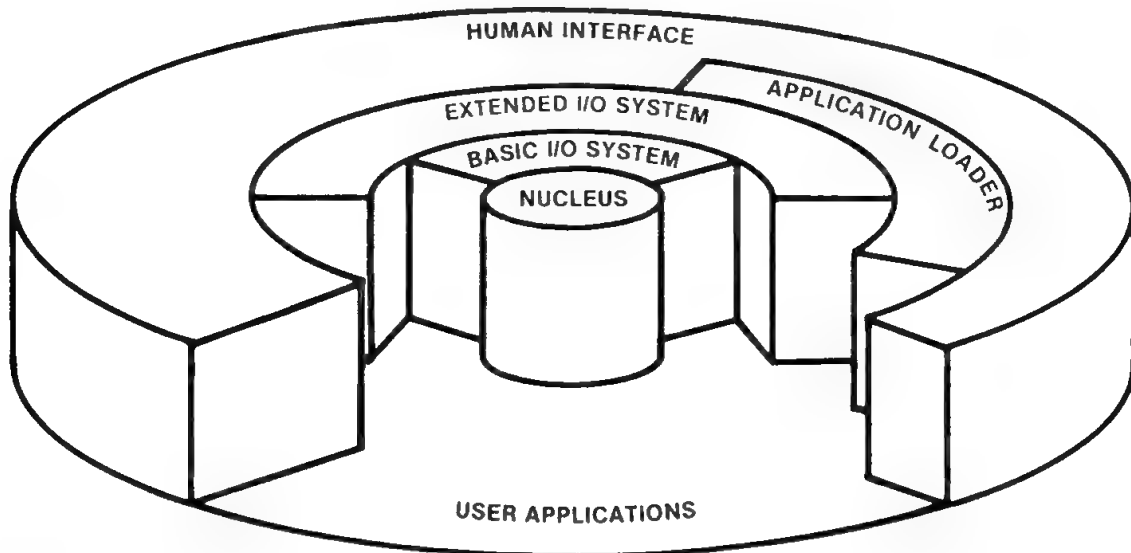 HUMAN INTERFACE
APPLICATION LOADER
EXTENDED I/O SYSTEM
BASIC I/O SYSTEM
NUCLEUS
USER APPLICATIONS